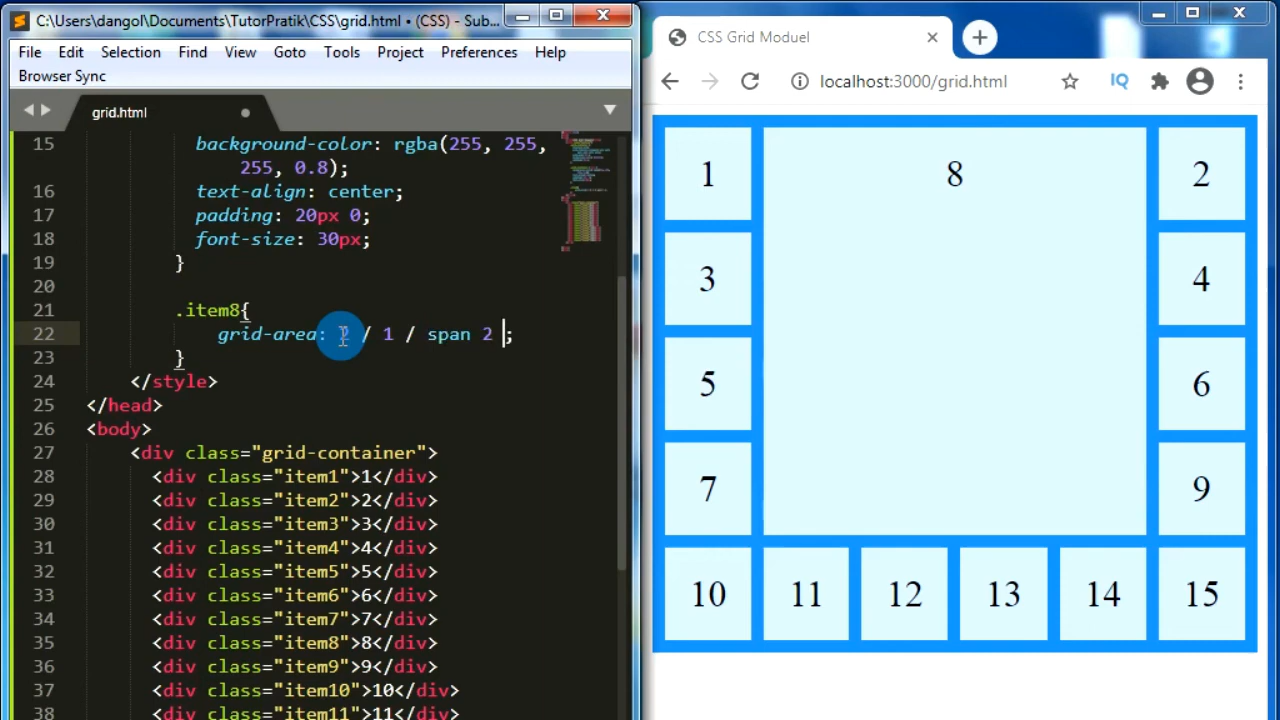 C:\Users\dangol\Documents\TutorPratik\CSS\grid.html • (CSS) - Sub...
File Edit Selection Find View Goto Tools Project Preferences Help
Browser Sync
grid.html
15 background-color: rgba(255, 255,
255, 0.8);
16 text-align: center;
17 padding: 20px 0;
18 font-size: 30px;
19 }
20
21 .item8{
22 grid-area: 2 / 1 / span 2 ;
23 }
24 </style>
25 </head>
26 <body>
27 <div class="grid-container">
28 <div class="item1">1</div>
29 <div class="item2">2</div>
30 <div class="item3">3</div>
31 <div class="item4">4</div>
32 <div class="item5">5</div>
33 <div class="item6">6</div>
34 <div class="item7">7</div>
35 <div class="item8">8</div>
36 <div class="item9">9</div>
37 <div class="item10">10</div>
38 <div class="item11">11</div>
CSS Grid Moduel
localhost:3000/grid.html
IQ
1 8 2
3 4
5 6
7 9
10 11 12 13 14 15